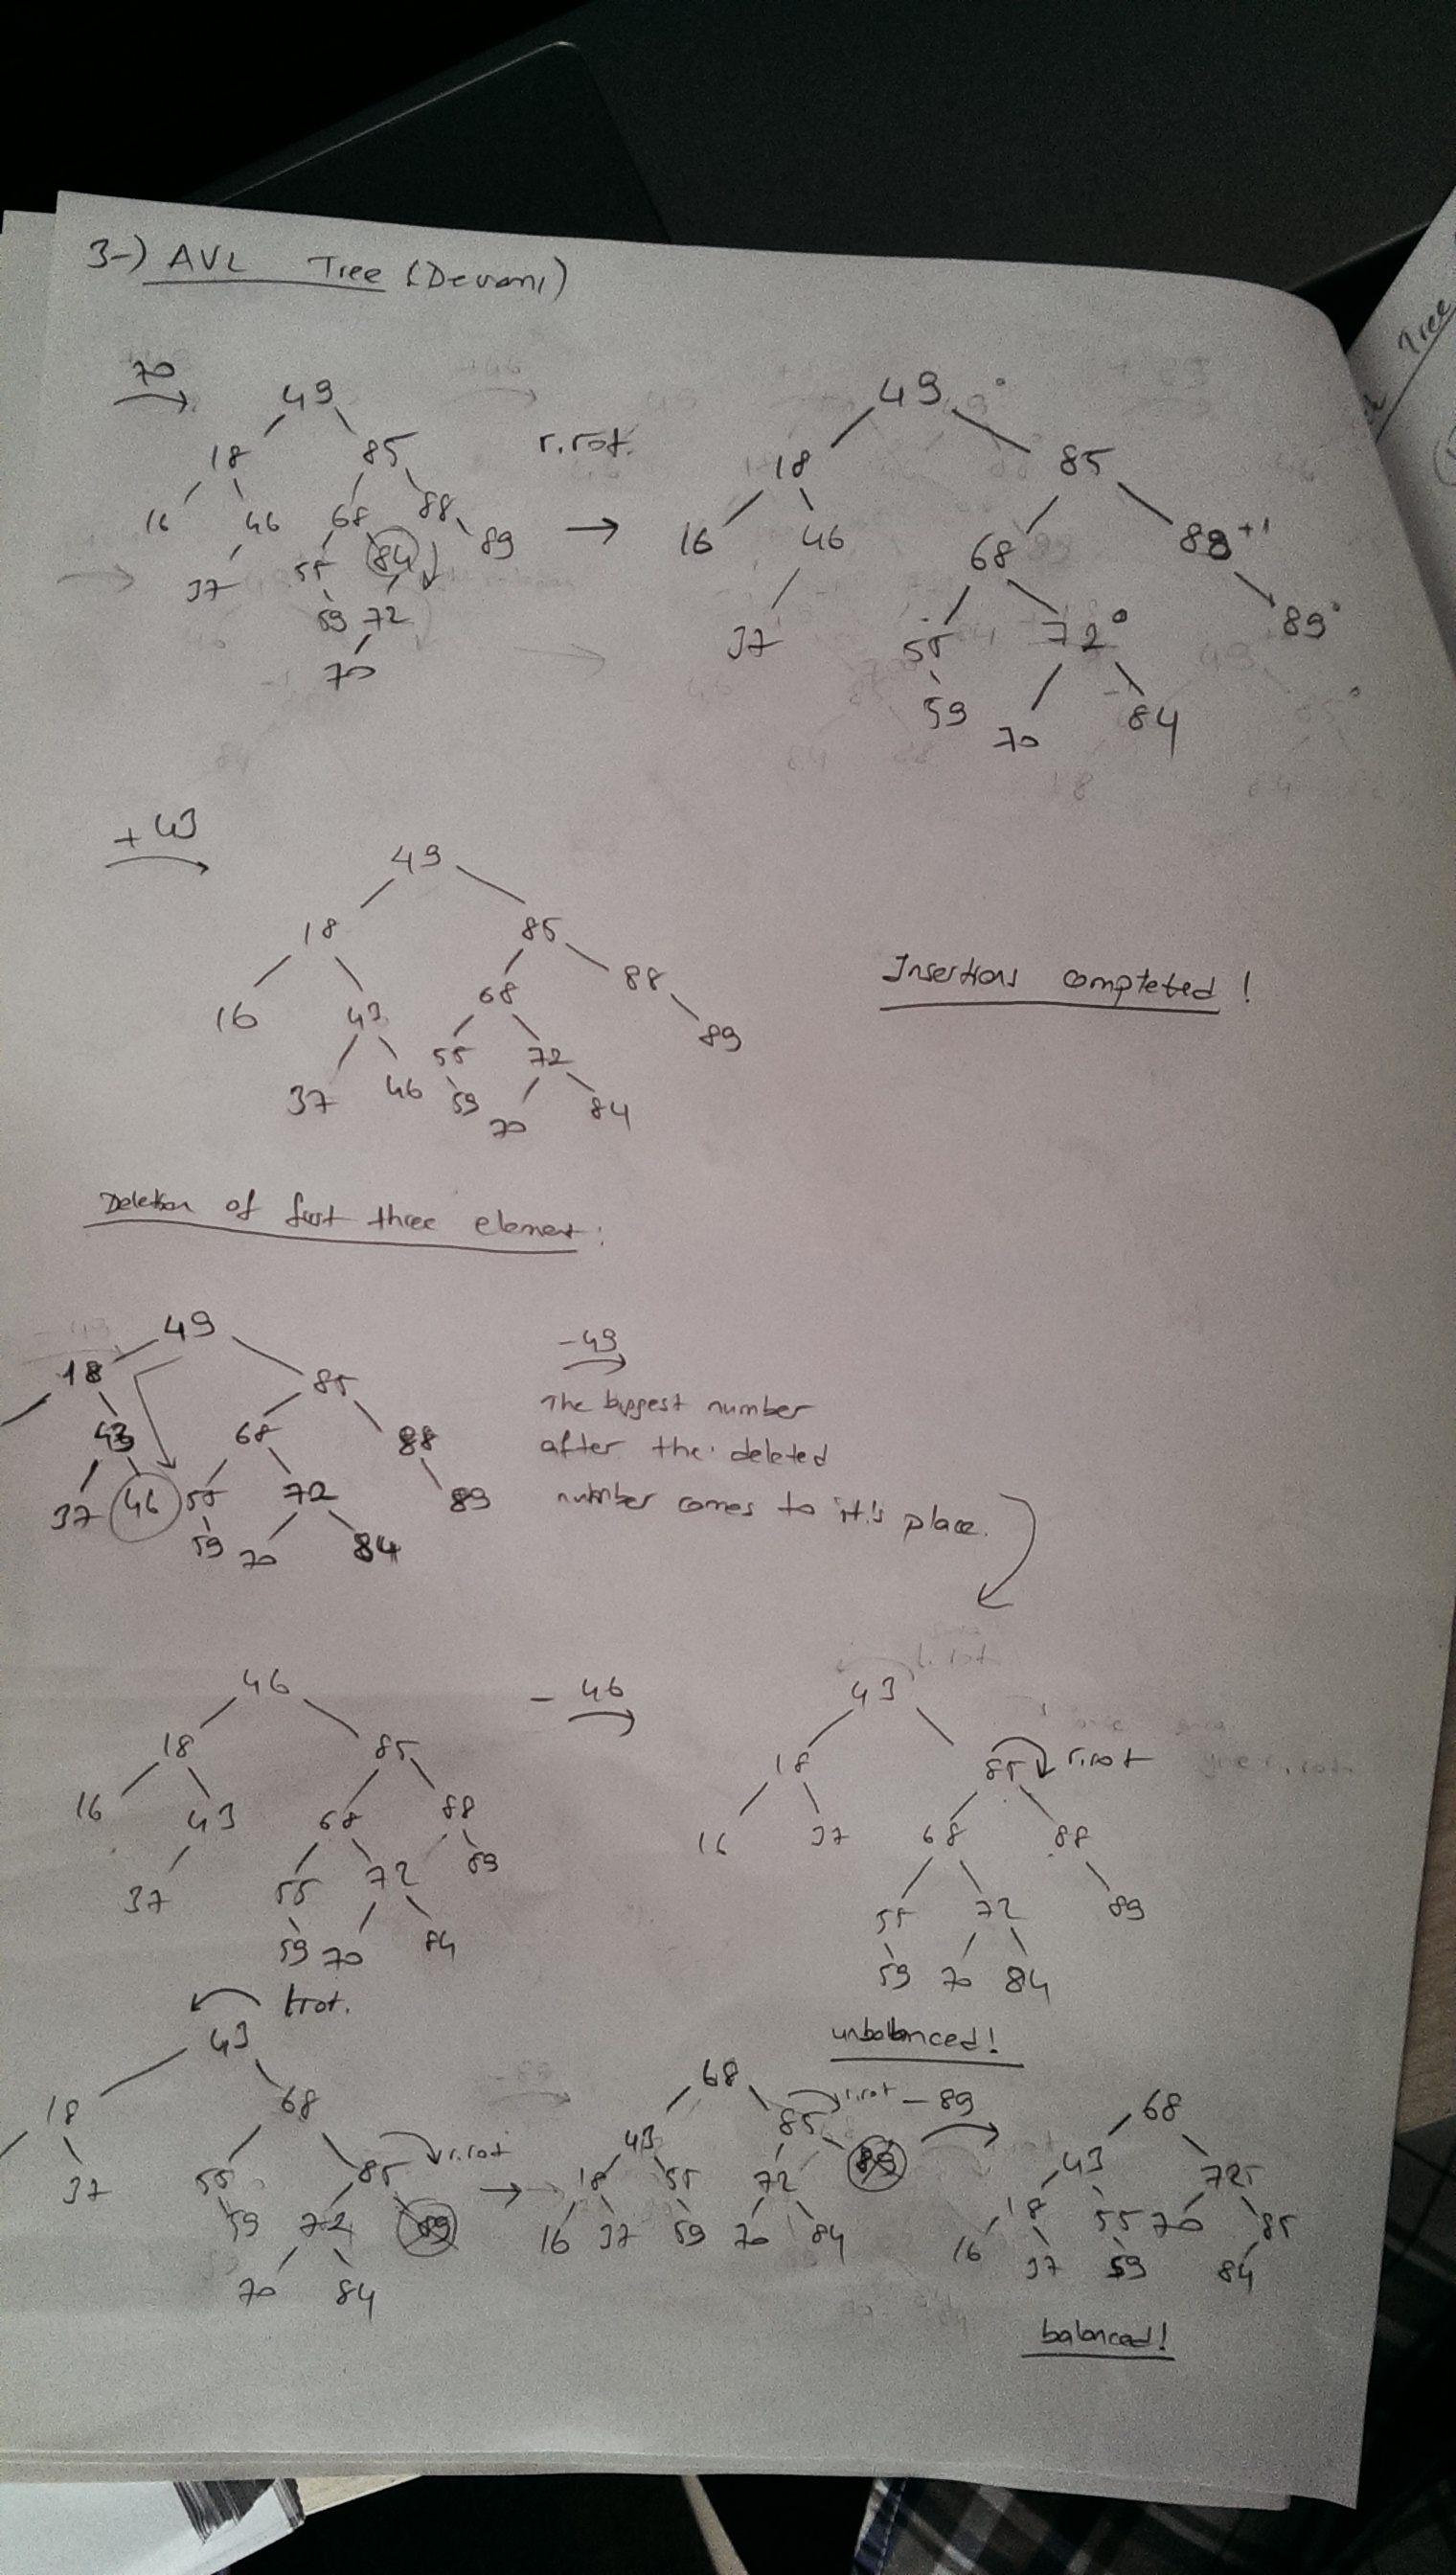 3-) AVL Tree (Devamı)
70
49
18 85
16 46 68 88
37 55 84 89
59 72
70
r.rot.
49
18 85
16 46 68 88 +1
37 55 72 89
59 70 84
+43
49
18 85
16 43 68 88
37 46 55 72 89
59 70 84
Insertions completed!
Deletion of first three element:
49
18 85
43 68 88
37 46 55 72 89
59 70 84
-49
The biggest number
after the deleted
number comes to it's place.
46
18 85
16 43 68 88
37 55 72 89
59 70 84
- 46
43
18 85 r.rot
16 37 68 88
55 72 89
59 70 84
unbalanced!
l.rot.
43
18 68
37 55 85 r.rot
59 72 89
70 84
68
43 85 r.rot
18 55 72 89
16 37 59 70 84
- 89
68
43 72
18 55 70 85
16 37 59 84
balanced!
Tree